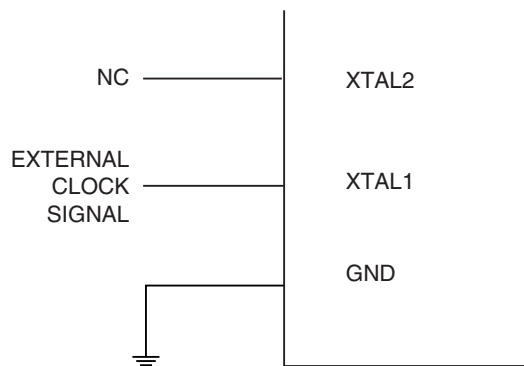 NC
XTAL2
EXTERNAL
CLOCK
SIGNAL
XTAL1
GND